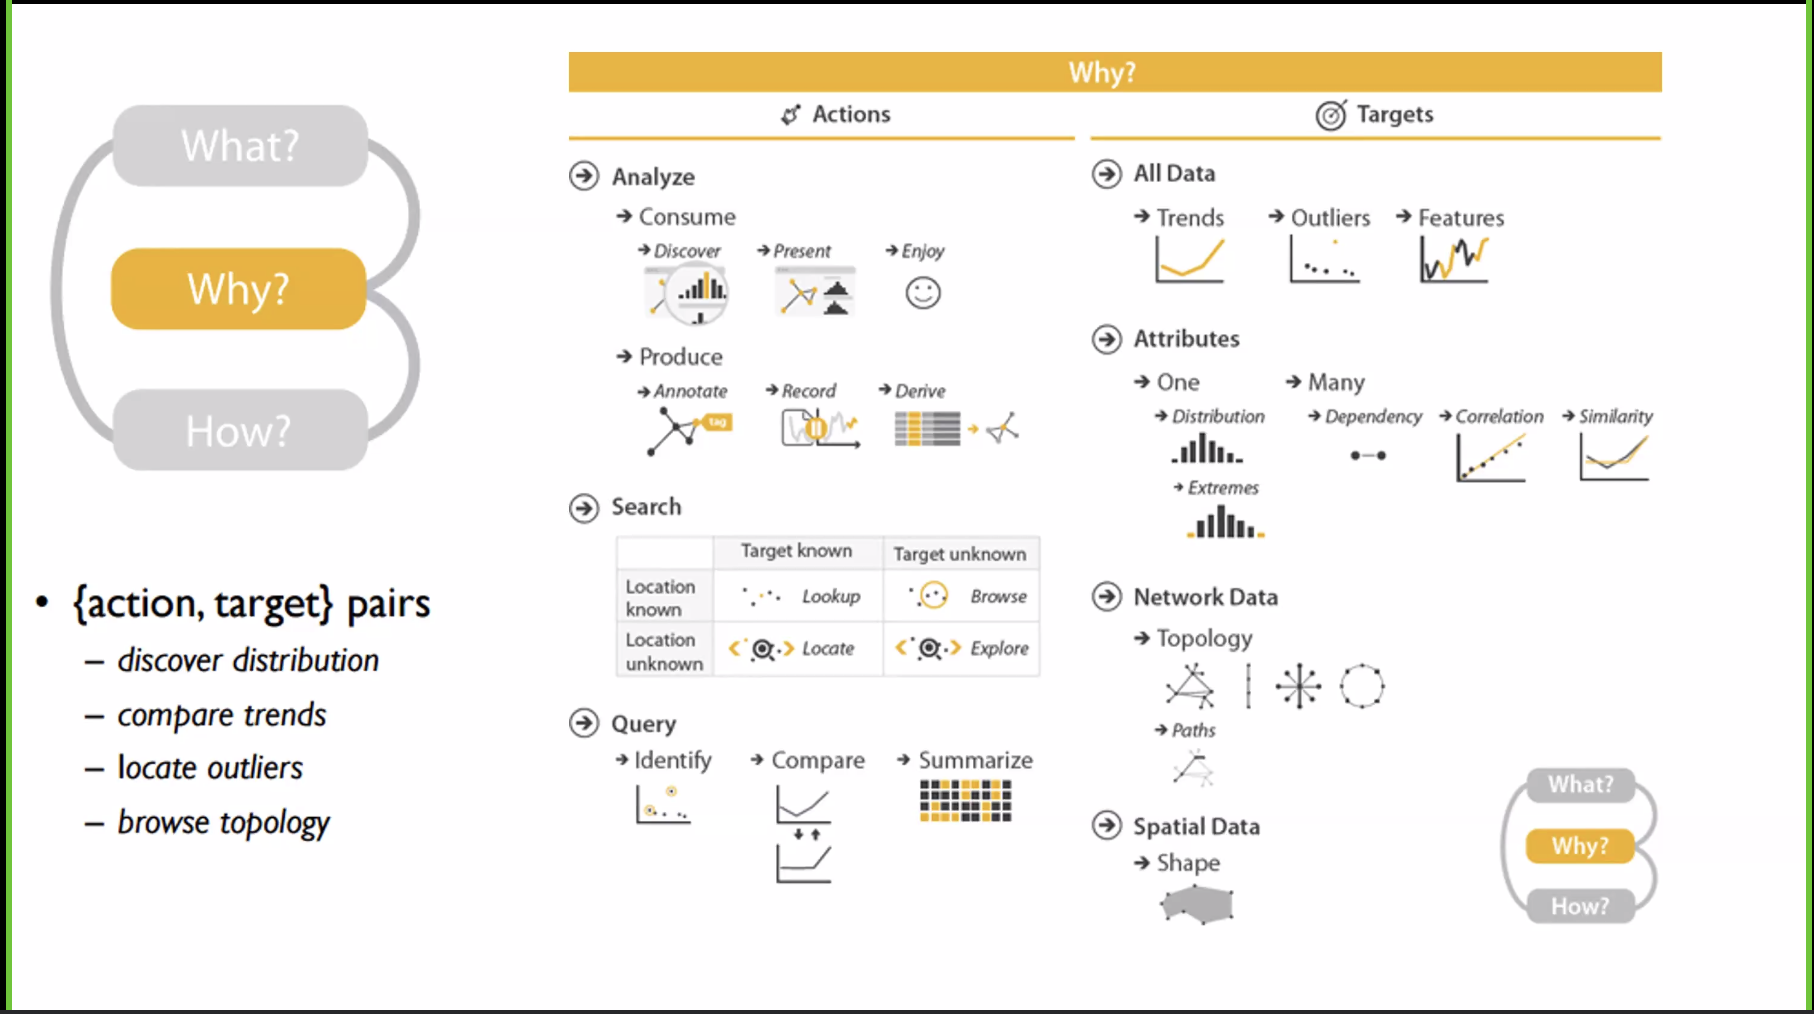 What?
Why?
How?
• {action, target} pairs
– discover distribution
– compare trends
– locate outliers
– browse topology
Why?
Actions
Analyze
Consume
Discover
Present
Enjoy
Produce
Annotate
Record
Derive
tag
Search
Target known
Target unknown
Location known
Lookup
Browse
Location unknown
Locate
Explore
Query
Identify
Compare
Summarize
Targets
All Data
Trends
Outliers
Features
Attributes
One
Many
Distribution
Dependency
Correlation
Similarity
Extremes
Network Data
Topology
Paths
Spatial Data
Shape
What?
Why?
How?